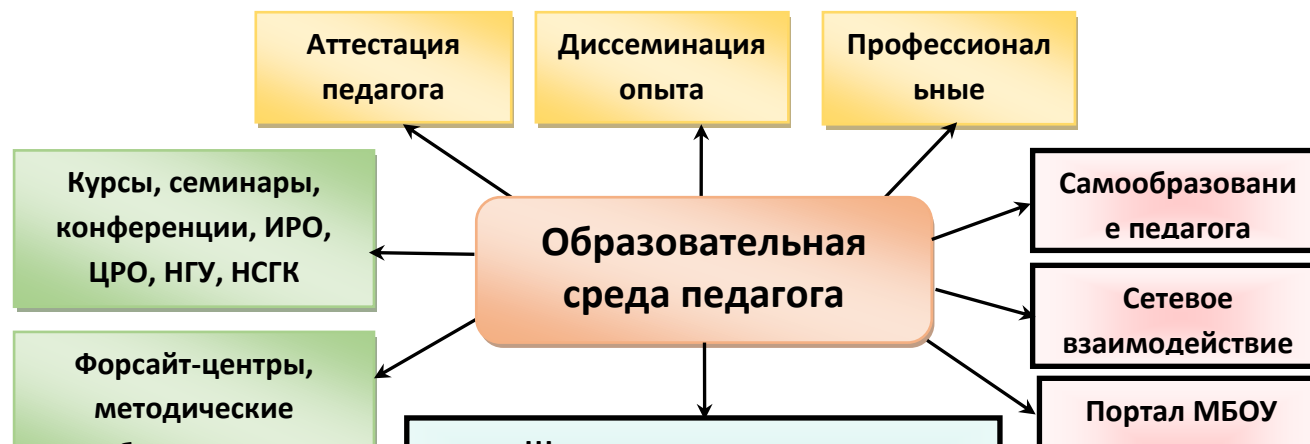 Аттестация
педагога
Диссеминация
опыта
Профессионал
ьные
Курсы, семинары,
конференции, ИРО,
ЦРО, НГУ, НСГК
Образовательная
среда педагога
Самообразовани
е педагога
Сетевое
взаимодействие
Форсайт-центры,
методические
Портал МБОУ